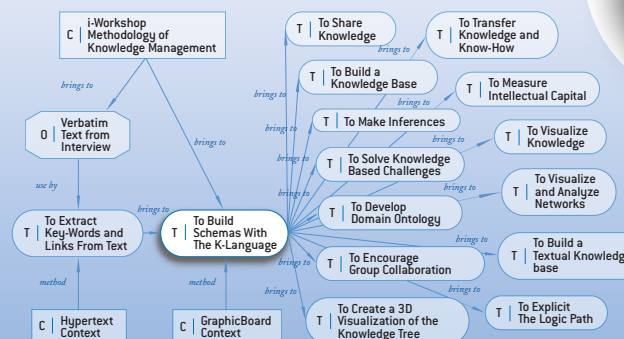 C | i-Workshop
Methodology of
Knowledge Management
brings to
O | Verbatim
Text from
Interview
brings to
use by
T | To Extract
Key-Words and
Links From Text
brings to
T | To Build
Schemas With
The K-Language
method
method
C | Hypertext
Context
C | GraphicBoard
Context
T | To Share
Knowledge
brings to
T | To Transfer
Knowledge and
Know-How
T | To Build a
Knowledge Base
brings to
brings to
T | To Measure
Intellectual Capital
T | To Make Inferences
brings to
brings to
T | To Visualize
Knowledge
brings to
T | To Solve Knowledge
Based Challenges
brings to
brings to
T | To Visualize
and Analyze
Networks
T | To Develop
Domain Ontology
brings to
T | To Build a
Textual Knowledg
base
brings to
T | To Encourage
Group Collaboration
brings to
brings to
T | To Create a 3D
Visualization of the
Knowledge Tree
T | To Explicit
The Logic Path